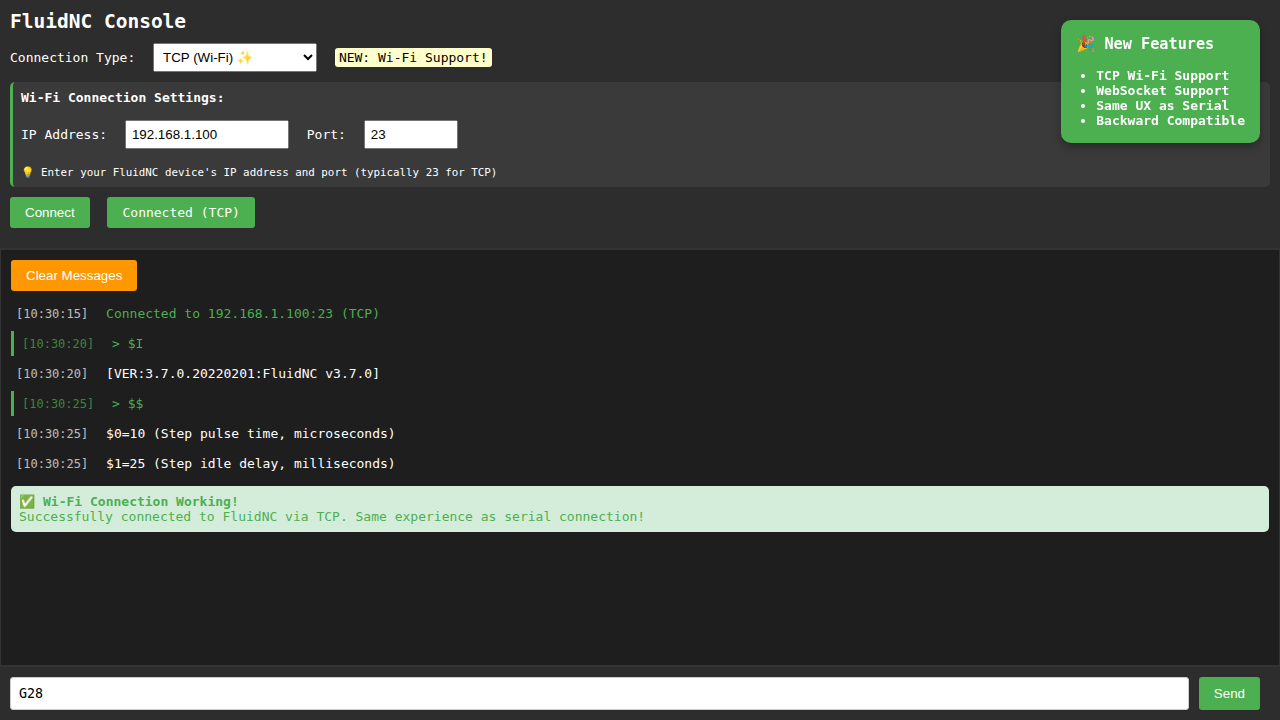 FluidNC Console
Connection Type: TCP (Wi-Fi) ✨ NEW: Wi-Fi Support!
🎉 New Features
• TCP Wi-Fi Support
• WebSocket Support
• Same UX as Serial
• Backward Compatible
Wi-Fi Connection Settings:
IP Address: 192.168.1.100 Port: 23
💡 Enter your FluidNC device's IP address and port (typically 23 for TCP)
Connect Connected (TCP)
Clear Messages
[10:30:15] Connected to 192.168.1.100:23 (TCP)
[10:30:20] > $I
[10:30:20] [VER:3.7.0.20220201:FluidNC v3.7.0]
[10:30:25] > $$
[10:30:25] $0=10 (Step pulse time, microseconds)
[10:30:25] $1=25 (Step idle delay, milliseconds)
✅ Wi-Fi Connection Working!
Successfully connected to FluidNC via TCP. Same experience as serial connection!
G28 Send